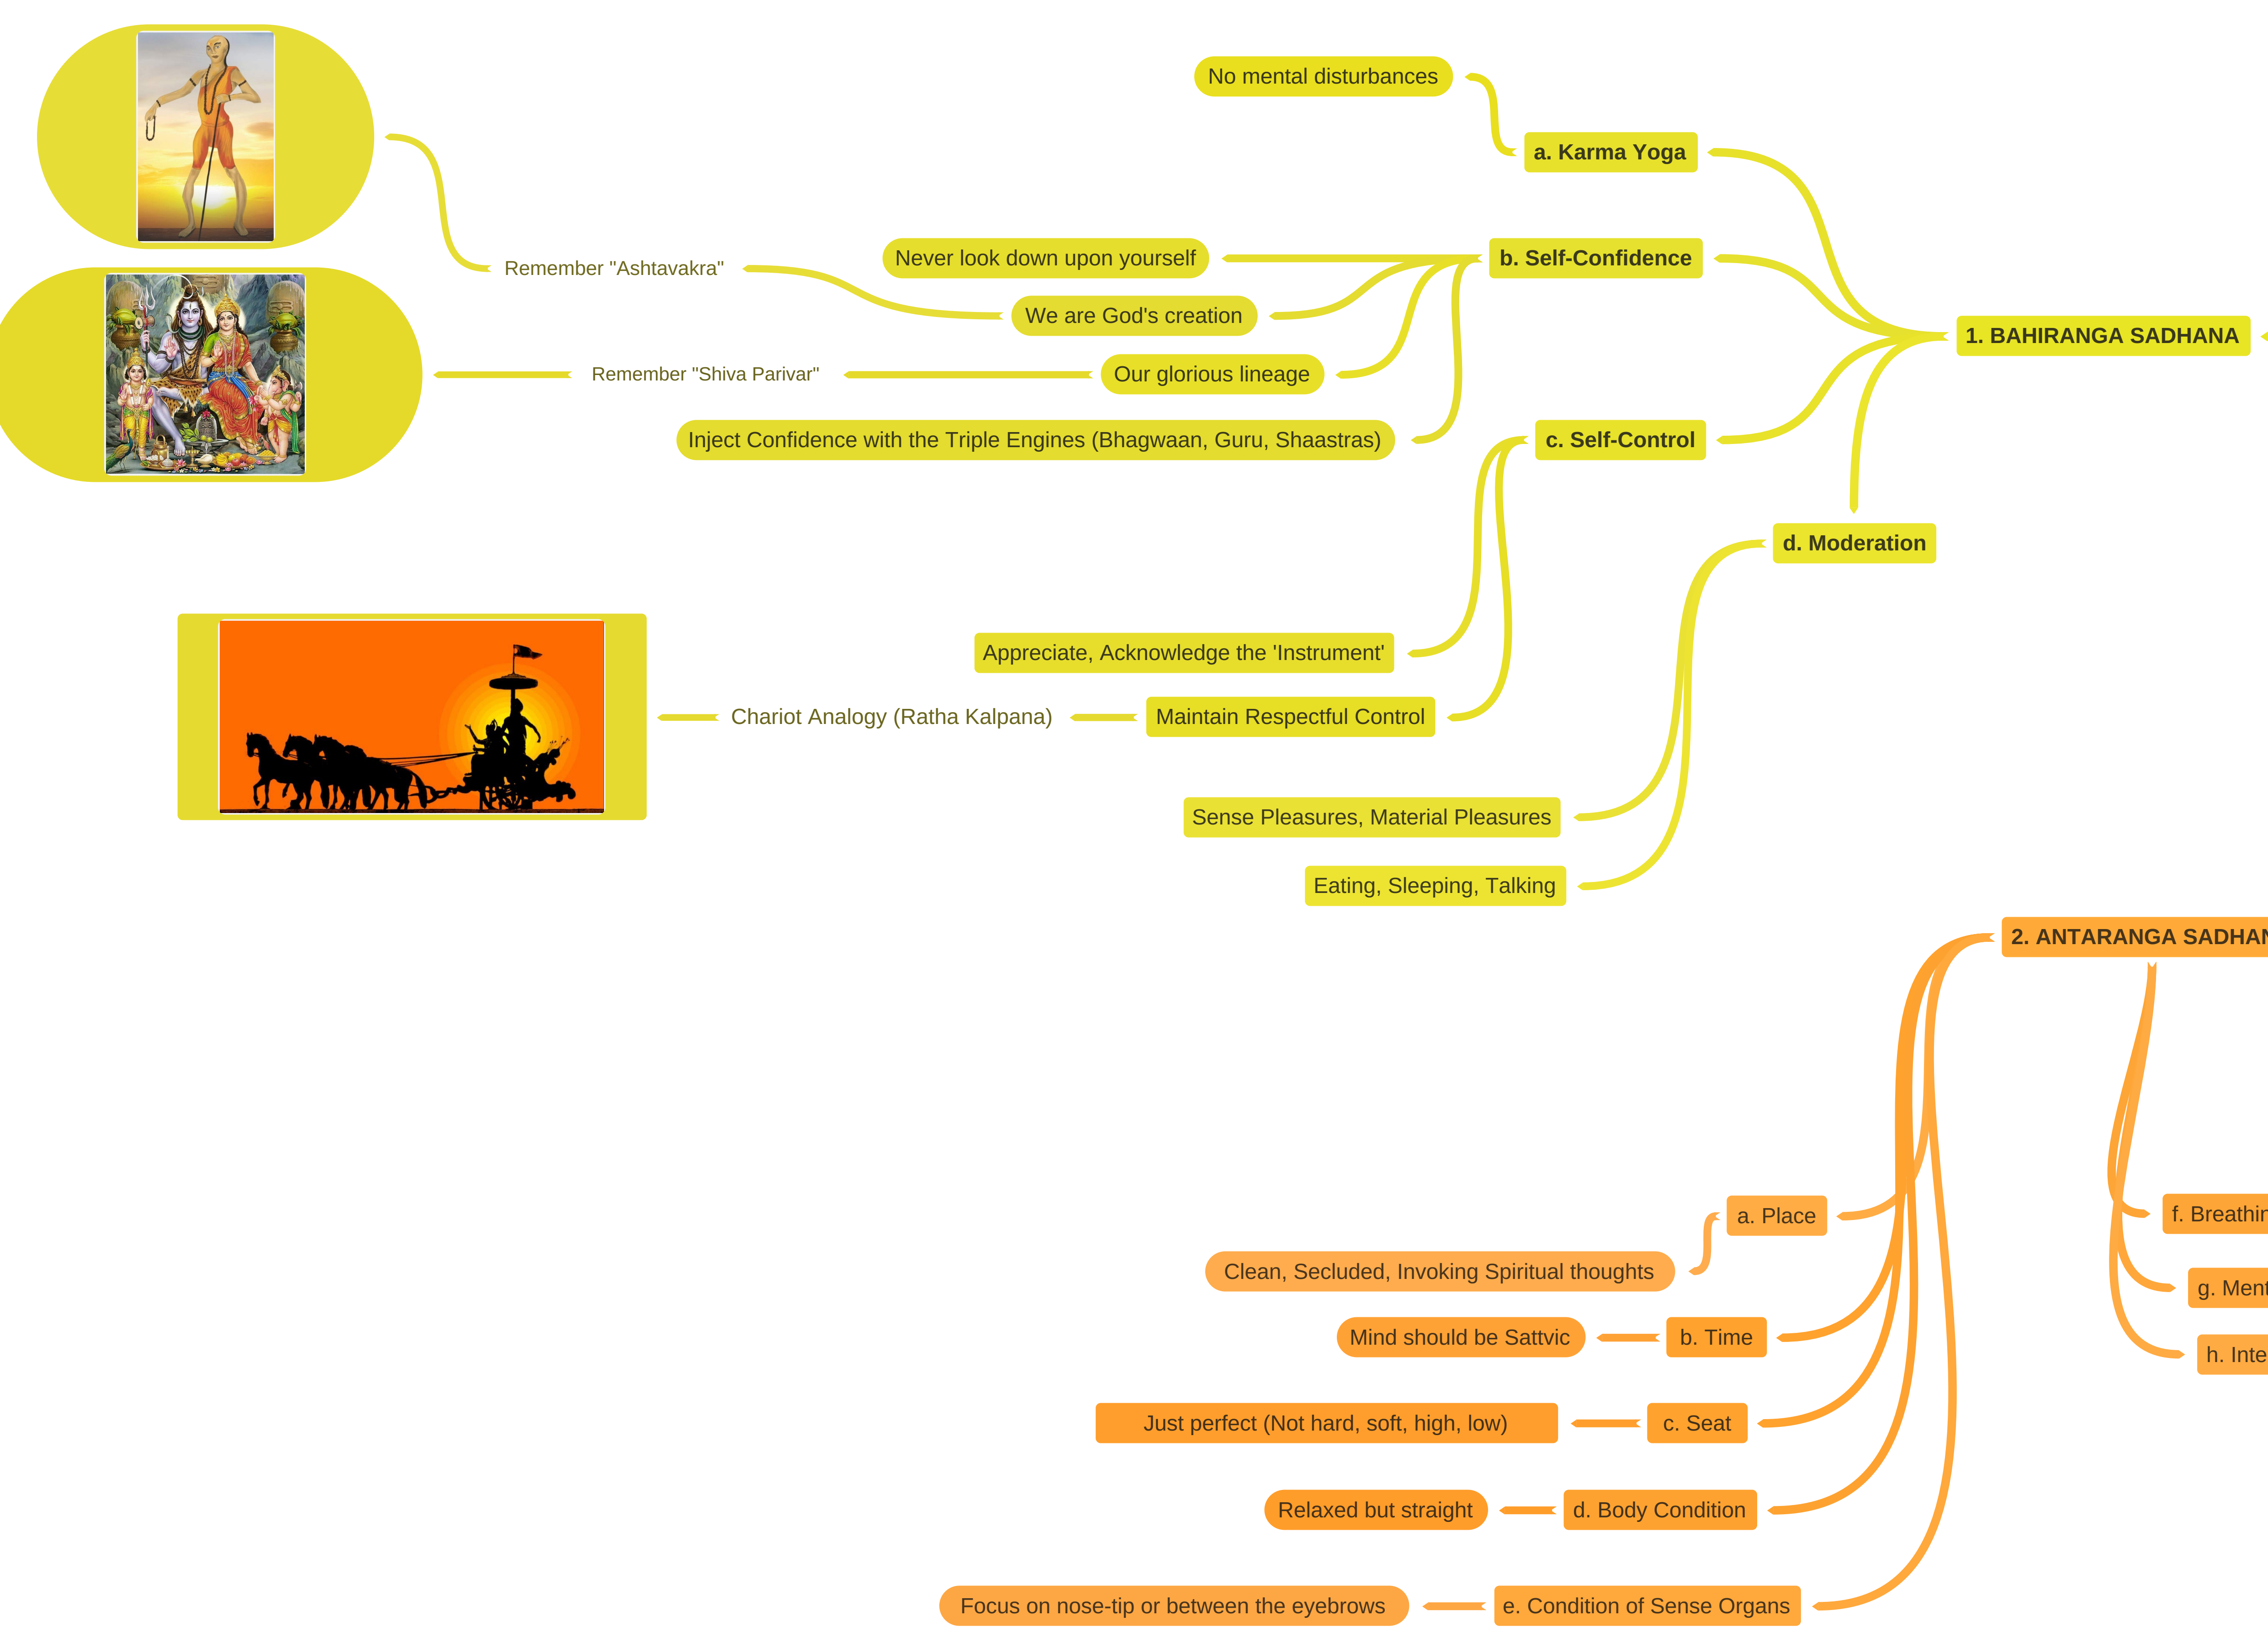 No mental disturbances
a. Karma Yoga
Never look down upon yourself
b. Self-Confidence
Remember "Ashtavakra"
We are God's creation
1. BAHIRANGA SADHANA
Remember "Shiva Parivar"
Our glorious lineage
Inject Confidence with the Triple Engines (Bhagwaan, Guru, Shaastras)
c. Self-Control
d. Moderation
Appreciate, Acknowledge the 'Instrument'
Chariot Analogy (Ratha Kalpana)
Maintain Respectful Control
Sense Pleasures, Material Pleasures
Eating, Sleeping, Talking
2. ANTARANGA
a. Place
f.
Clean, Secluded, Invoking Spiritual thoughts
g.
Mind should be Sattvic
b. Time
h.
Just perfect (Not hard, soft, high, low)
c. Seat
Relaxed but straight
d. Body Condition
Focus on nose-tip or between the eyebrows
e. Condition of Sense Organs